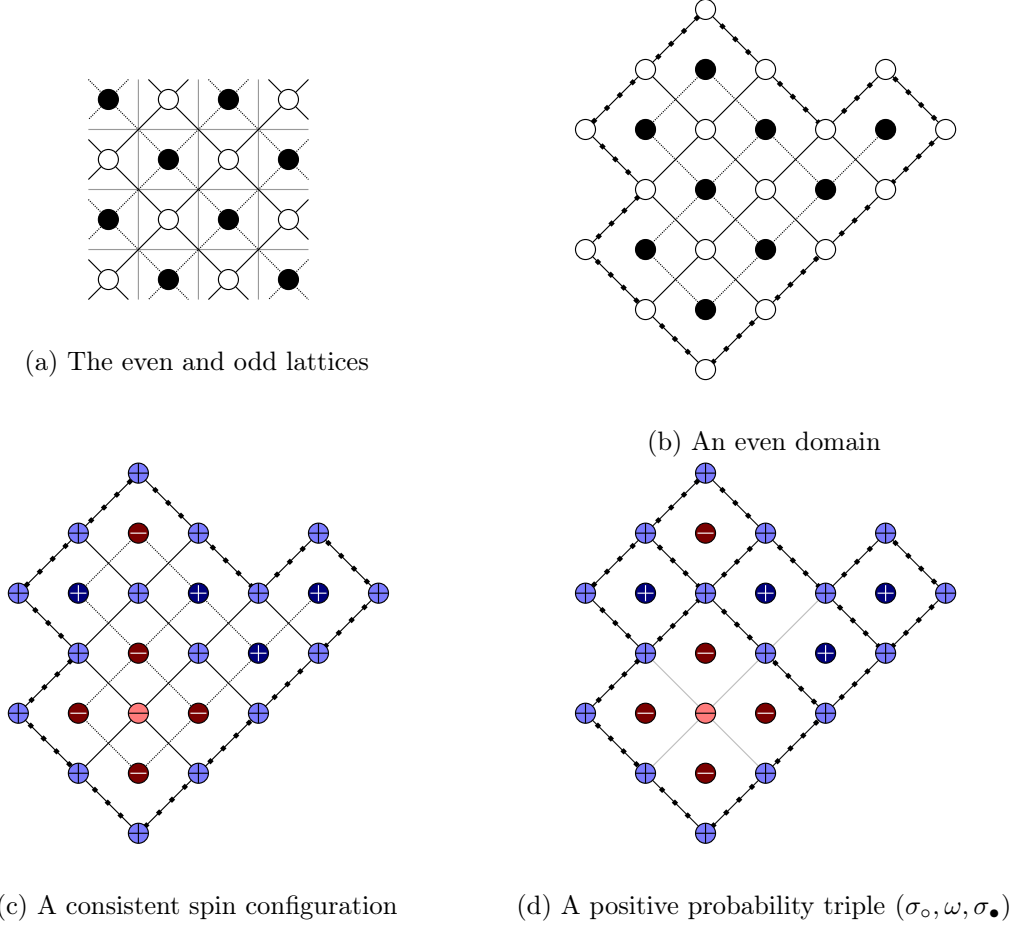 (a) The even and odd lattices
(b) An even domain
(c) A consistent spin configuration
(d) A positive probability triple (σ∘, ω, σ•)